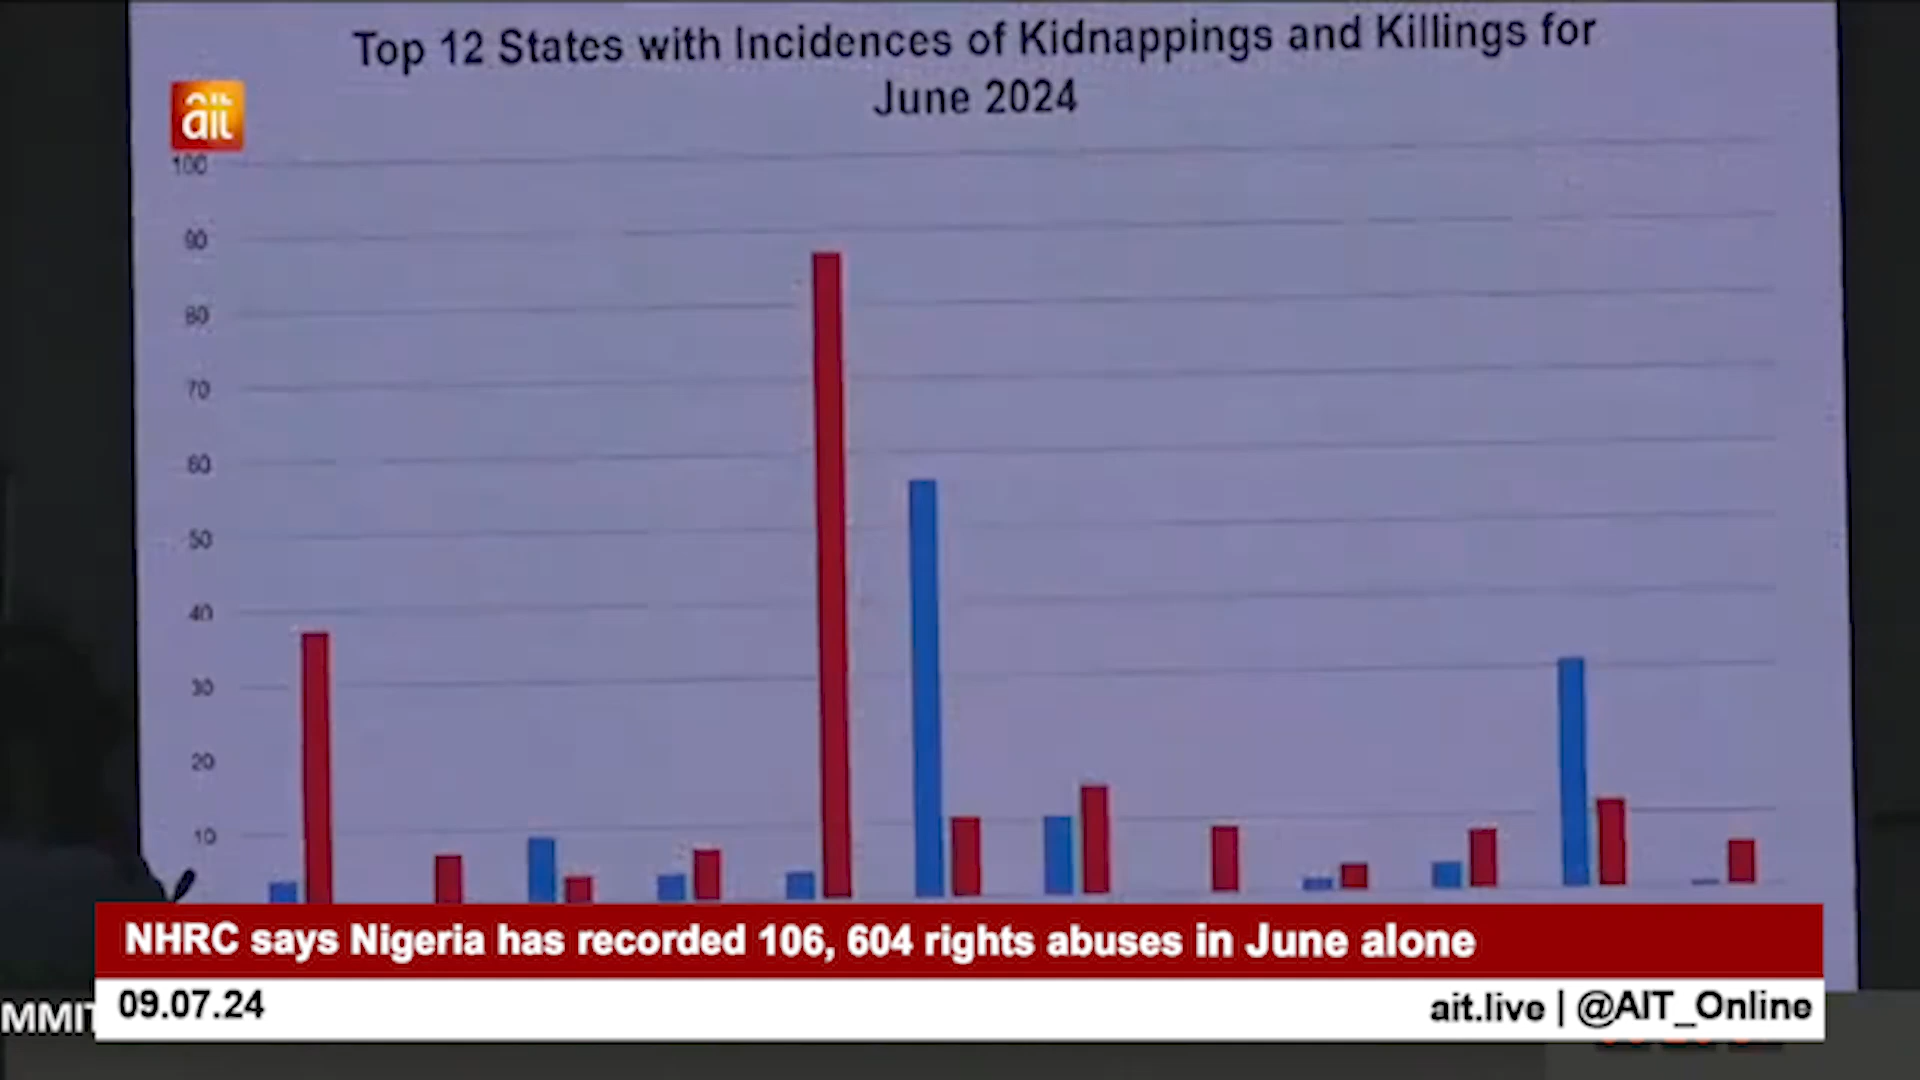 Top 12 States with Incidences of Kidnappings and Killings for
June 2024
ait
100
90
80
70
60
50
40
30
20
10
NHRC says Nigeria has recorded 106, 604 rights abuses in June alone
MMIT
09.07.24
ait.live | @AIT_Online